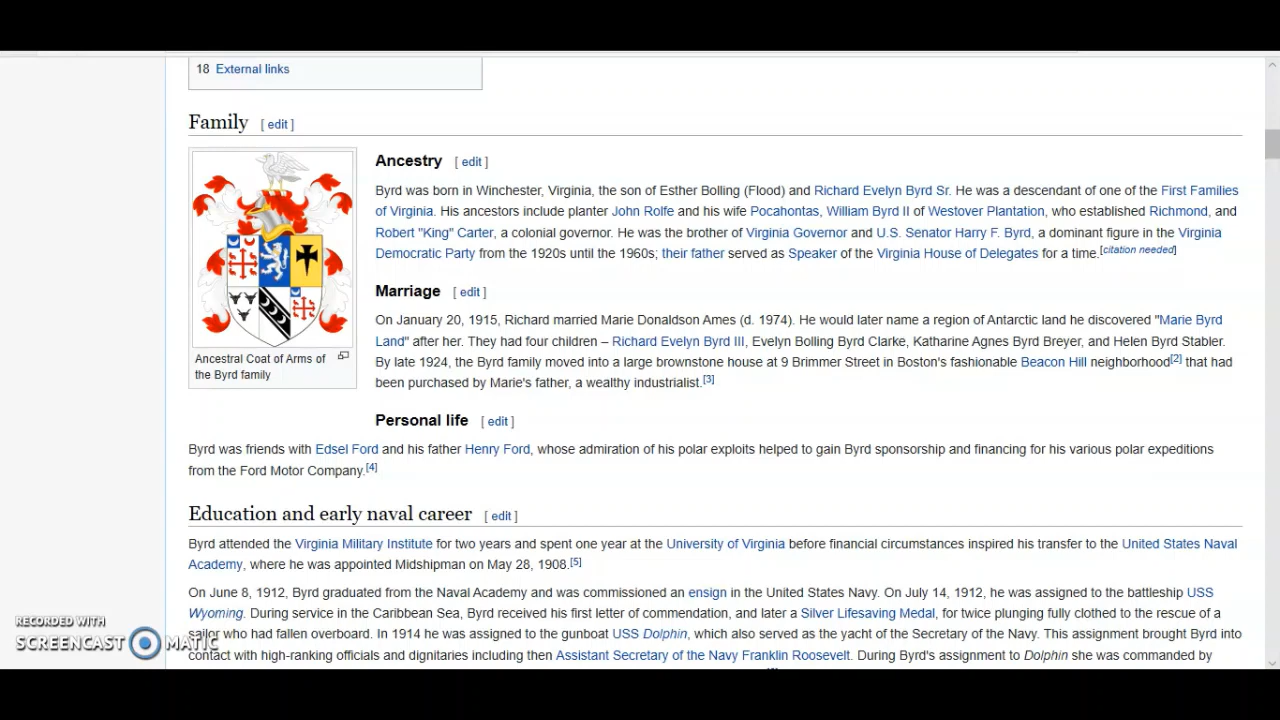 18 External links
Family [ edit ]
Ancestry [ edit ]
Byrd was born in Winchester, Virginia, the son of Esther Bolling (Flood) and Richard Evelyn Byrd Sr. He was a descendant of one of the First Families
of Virginia. His ancestors include planter John Rolfe and his wife Pocahontas, William Byrd II of Westover Plantation, who established Richmond, and
Robert "King" Carter, a colonial governor. He was the brother of Virginia Governor and U.S. Senator Harry F. Byrd, a dominant figure in the Virginia
Democratic Party from the 1920s until the 1960s; their father served as Speaker of the Virginia House of Delegates for a time.[citation needed]
Marriage [ edit ]
On January 20, 1915, Richard married Marie Donaldson Ames (d. 1974). He would later name a region of Antarctic land he discovered "Marie Byrd
Land" after her. They had four children – Richard Evelyn Byrd III, Evelyn Bolling Byrd Clarke, Katharine Agnes Byrd Breyer, and Helen Byrd Stabler.
By late 1924, the Byrd family moved into a large brownstone house at 9 Brimmer Street in Boston's fashionable Beacon Hill neighborhood[2] that had
been purchased by Marie's father, a wealthy industrialist.[3]
Ancestral Coat of Arms of
the Byrd family
Personal life [ edit ]
Byrd was friends with Edsel Ford and his father Henry Ford, whose admiration of his polar exploits helped to gain Byrd sponsorship and financing for his various polar expeditions
from the Ford Motor Company.[4]
Education and early naval career [ edit ]
Byrd attended the Virginia Military Institute for two years and spent one year at the University of Virginia before financial circumstances inspired his transfer to the United States Naval
Academy, where he was appointed Midshipman on May 28, 1908.[5]
On June 8, 1912, Byrd graduated from the Naval Academy and was commissioned an ensign in the United States Navy. On July 14, 1912, he was assigned to the battleship USS
Wyoming. During service in the Caribbean Sea, Byrd received his first letter of commendation, and later a Silver Lifesaving Medal, for twice plunging fully clothed to the rescue of a
sailor who had fallen overboard. In 1914 he was assigned to the gunboat USS Dolphin, which also served as the yacht of the Secretary of the Navy. This assignment brought Byrd into
contact with high-ranking officials and dignitaries including then Assistant Secretary of the Navy Franklin Roosevelt. During Byrd's assignment to Dolphin she was commanded by
RECORDED WITH
SCREENCAST MATIC